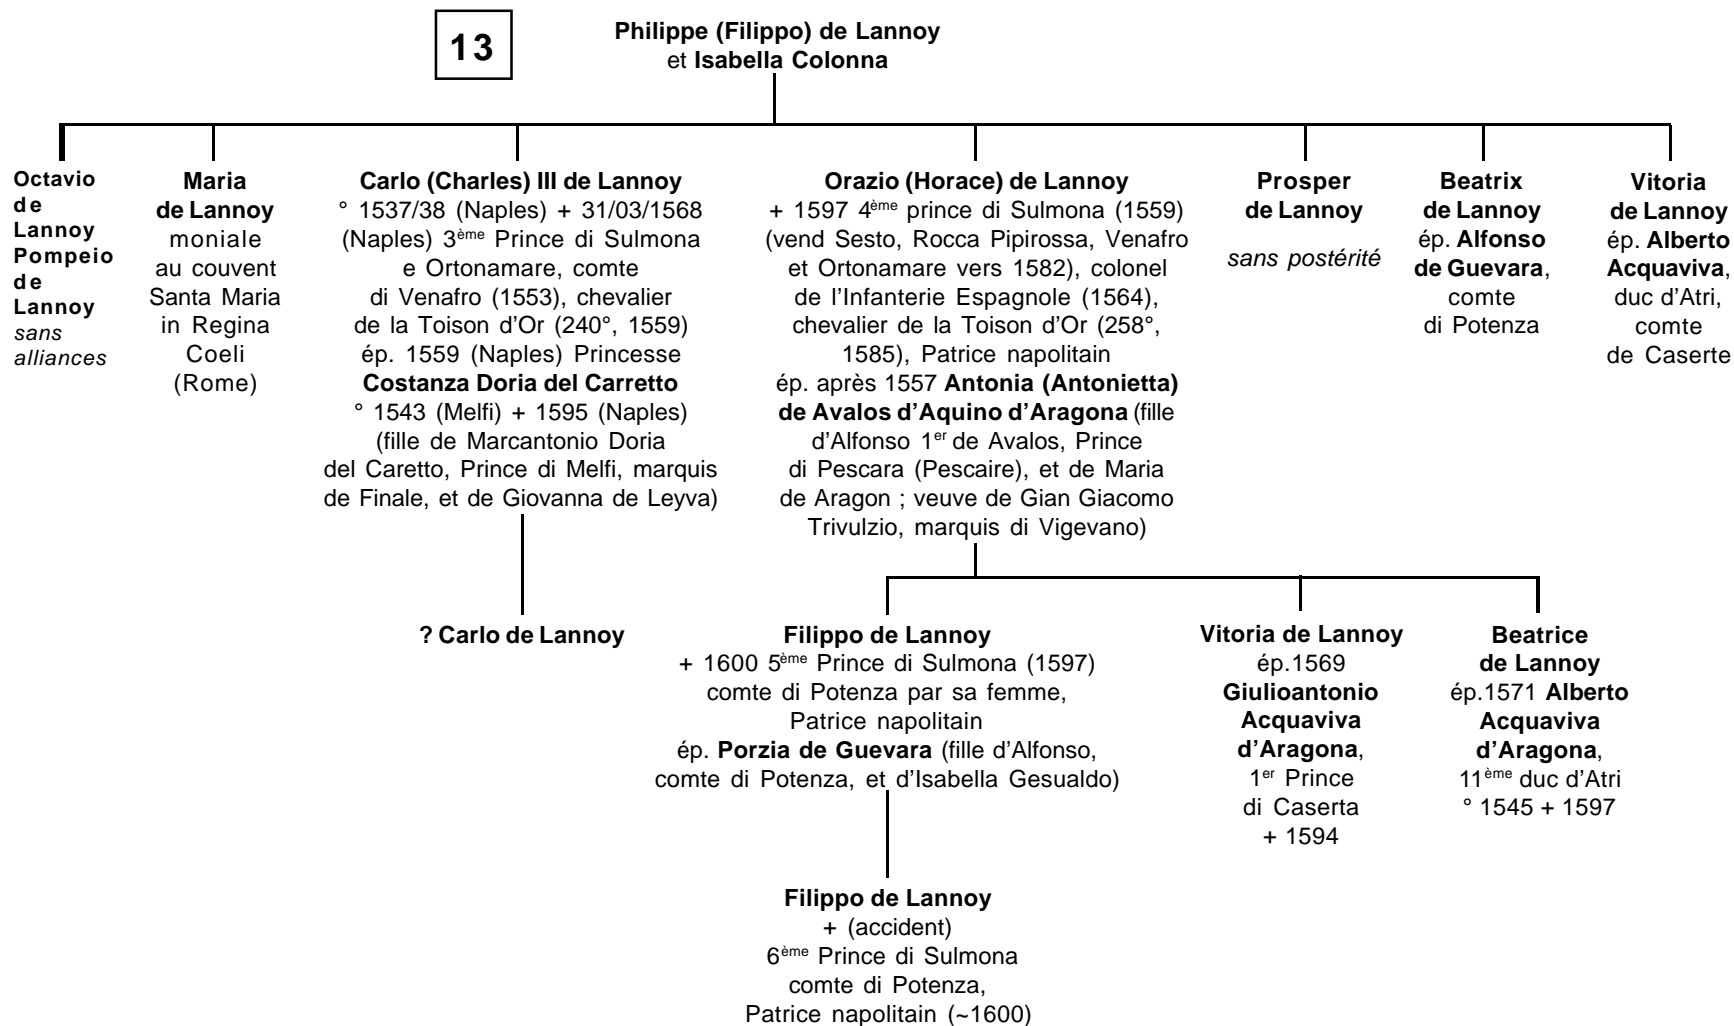 13
Philippe (Filippo) de Lannoy
et Isabella Colonna
Octavio
de
Lannoy
Pompeio
de
Lannoy
sans
alliances
Maria
de Lannoy
moniale
au couvent
Santa Maria
in Regina
Coeli
(Rome)
Carlo (Charles) III de Lannoy
° 1537/38 (Naples) + 31/03/1568
(Naples) 3ème Prince di Sulmona
e Ortonamare, comte
di Venafro (1553), chevalier
de la Toison d'Or (240°, 1559)
ép. 1559 (Naples) Princesse
Costanza Doria del Carretto
° 1543 (Melfi) + 1595 (Naples)
(fille de Marcantonio Doria
del Caretto, Prince di Melfi, marquis
de Finale, et de Giovanna de Leyva)
Orazio (Horace) de Lannoy
+ 1597 4ème prince di Sulmona (1559)
(vend Sesto, Rocca Pipirossa, Venafro
et Ortonamare vers 1582), colonel
de l'Infanterie Espagnole (1564),
chevalier de la Toison d'Or (258°,
1585), Patrice napolitain
ép. après 1557 Antonia (Antonietta)
de Avalos d'Aquino d'Aragona (fille
d'Alfonso 1er de Avalos, Prince
di Pescara (Pescaire), et de Maria
de Aragon ; veuve de Gian Giacomo
Trivulzio, marquis di Vigevano)
Prosper
de Lannoy
sans postérité
Beatrix
de Lannoy
ép. Alfonso
de Guevara,
comte
di Potenza
Vitoria
de Lannoy
ép. Alberto
Acquaviva,
duc d'Atri,
comte
de Caserte
? Carlo de Lannoy
Filippo de Lannoy
+ 1600 5ème Prince di Sulmona (1597)
comte di Potenza par sa femme,
Patrice napolitain
ép. Porzia de Guevara (fille d'Alfonso,
comte di Potenza, et d'Isabella Gesualdo)
Vitoria de Lannoy
ép.1569
Giulioantonio
Acquaviva
d'Aragona,
1er Prince
di Caserta
+ 1594
Beatrice
de Lannoy
ép.1571 Alberto
Acquaviva
d'Aragona,
11ème duc d'Atri
° 1545 + 1597
Filippo de Lannoy
+ (accident)
6ème Prince di Sulmona
comte di Potenza,
Patrice napolitain (~1600)